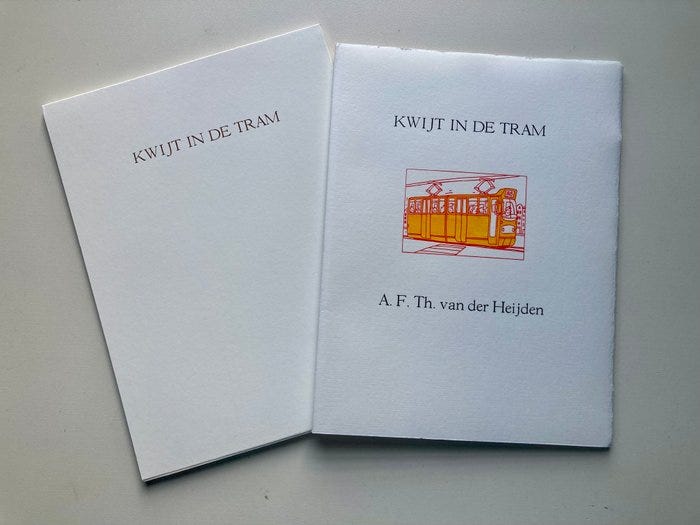 KWIJT IN DE TRAM
KWIJT IN DE TRAM
A. F. Th. van der Heijden